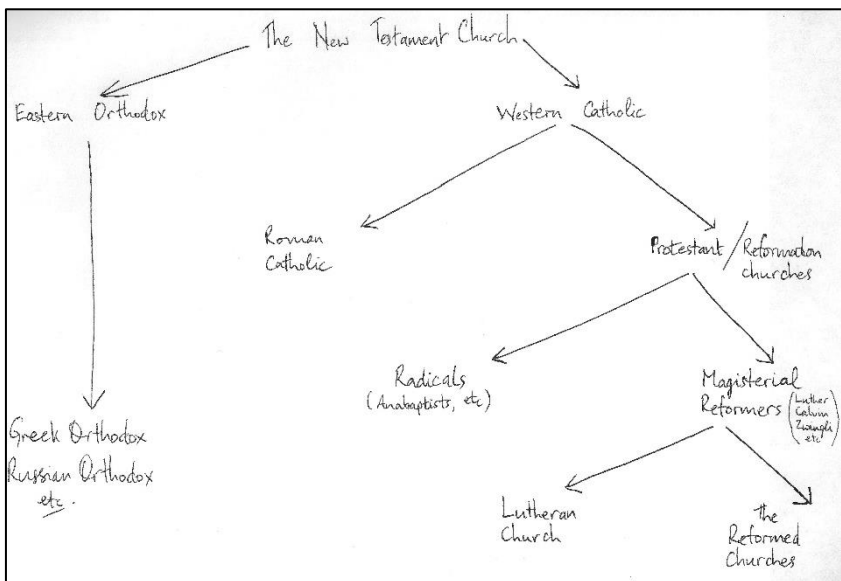 The New Testament Church
Eastern Orthodox
Western Catholic
Roman
Catholic
Protestant / Reformation
churches
Radicals
(Anabaptists, etc)
Magisterial
Reformers (Luther
Calvin
Zwingli
etc)
Greek Orthodox
Russian Orthodox
etc.
Lutheran
Church
The
Reformed
Churches